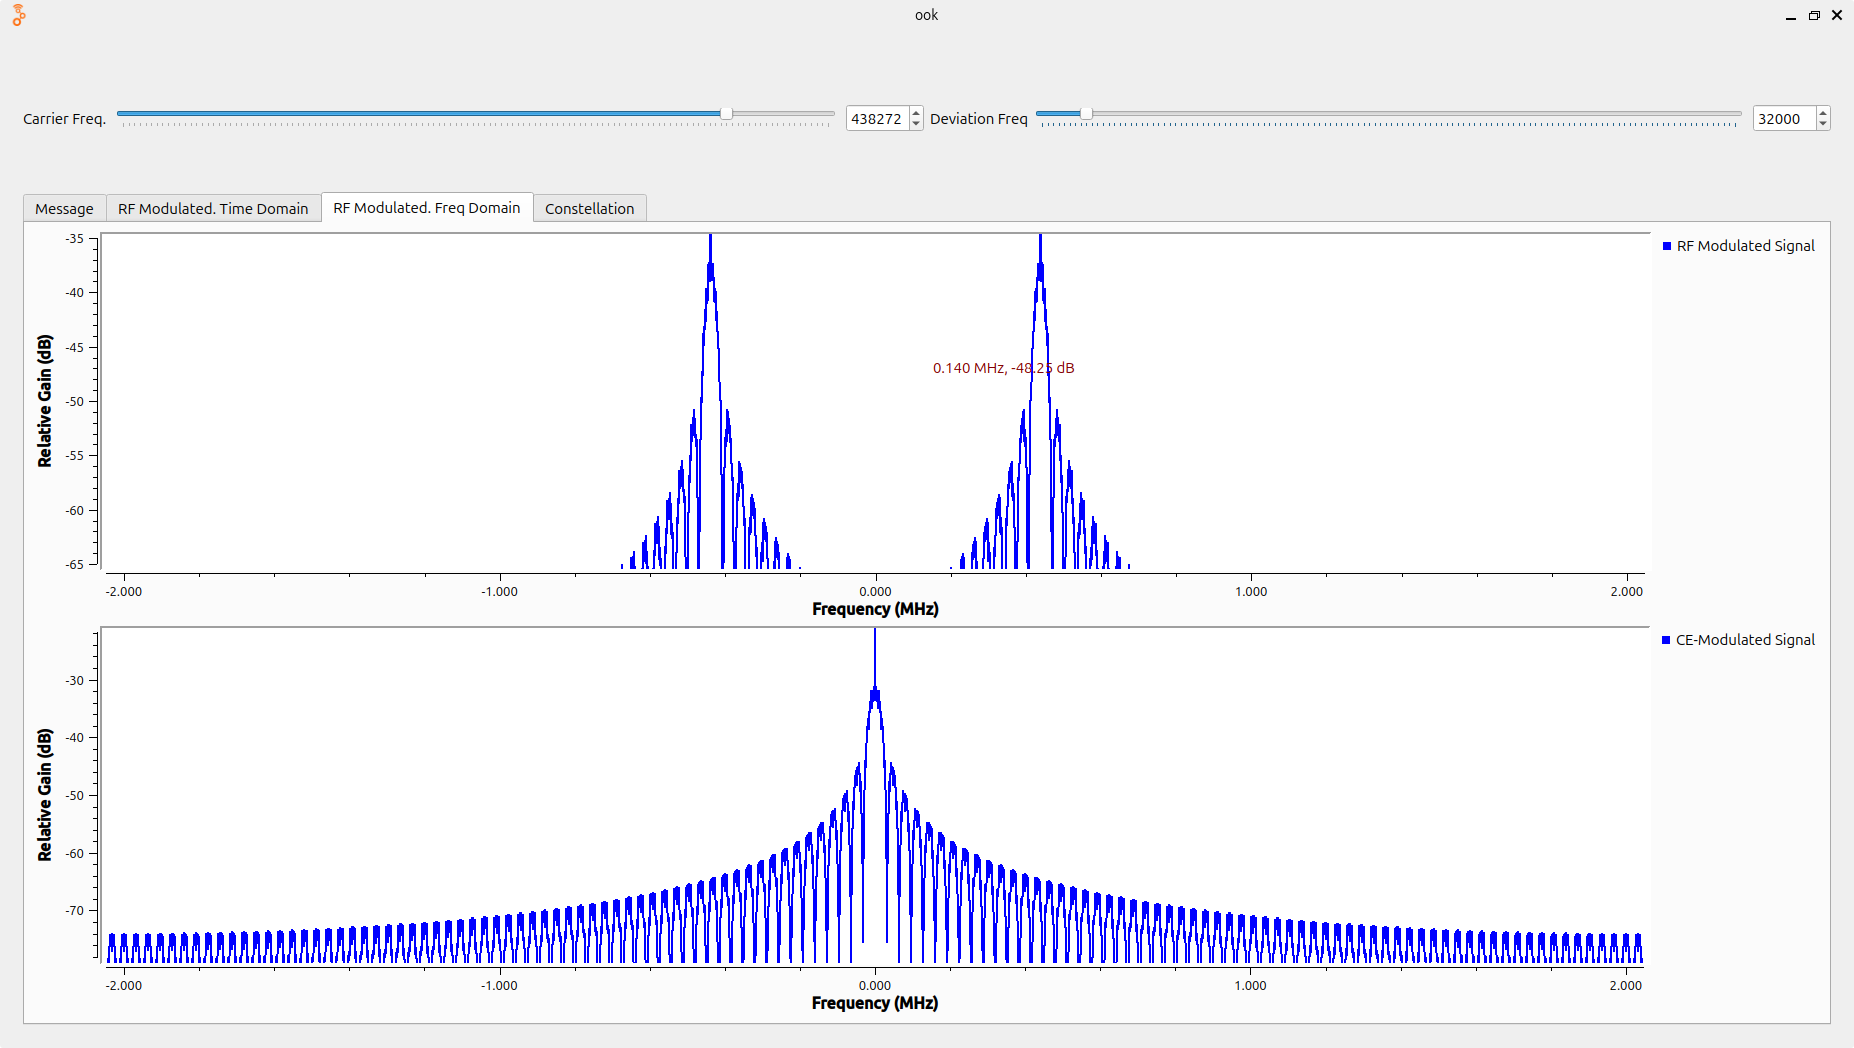 ook
Carrier Freq.
438272
Deviation Freq
32000
Message
RF Modulated. Time Domain
RF Modulated. Freq Domain
Constellation
RF Modulated Signal
Relative Gain (dB)
-35
-40
-45
-50
-55
-60
-65
0.140 MHz, -48.25 dB
-2.000
-1.000
0.000
1.000
2.000
Frequency (MHz)
CE-Modulated Signal
Relative Gain (dB)
-30
-40
-50
-60
-70
-2.000
-1.000
0.000
1.000
2.000
Frequency (MHz)